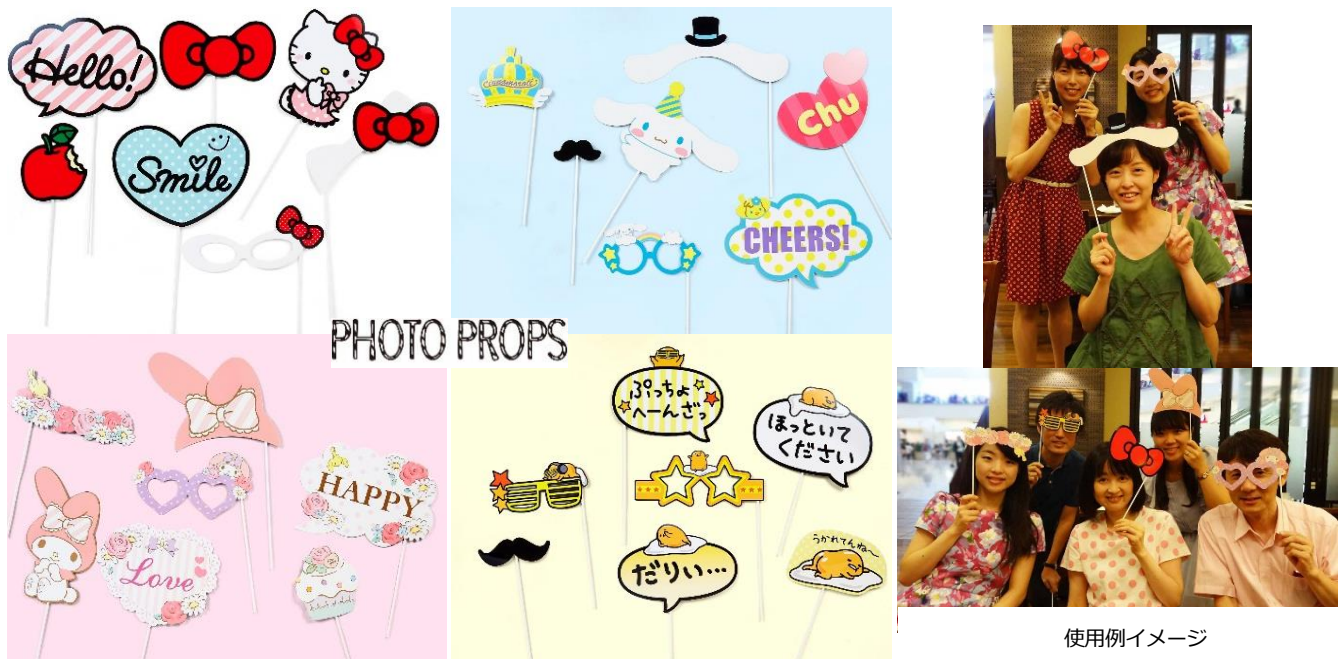 Hello!
Smile
Cinnamoroll
Chu
CHEERS!
PHOTO PROPS
HAPPY
Love
ぷっちょ
へーんざっ
ほっといて
ください
だりぃ…
うかれてんね〜
使用例イメージ